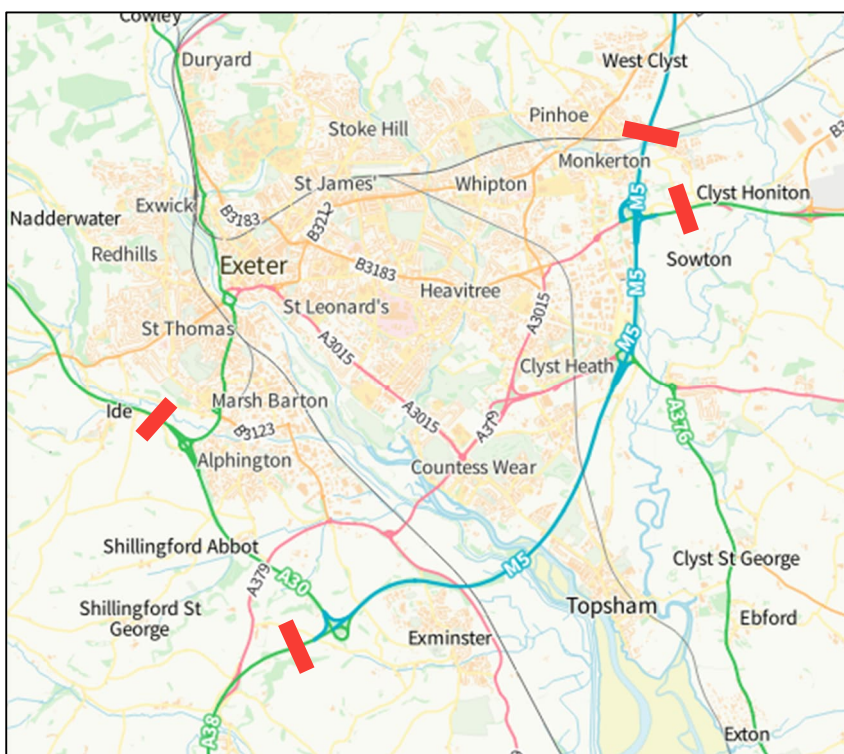 Cowley
Duryard
West Clyst
Pinhoe
Stoke Hill
Monkerton
St James'
Whipton
M5
Clyst Honiton
Exwick
B3183
B3212
Nadderwater
Redhills
Exeter
B3183
Heavitree
Sowton
M5
St Leonard's
A3015
St Thomas
A3015
M5
Clyst Heath
Ide
Marsh Barton
A3015
A379
A376
B3123
Alphington
Countess Wear
Shillingford Abbot
A379
A30
M5
Clyst St George
Shillingford St
George
Topsham
Ebford
Exminster
A38
Exton